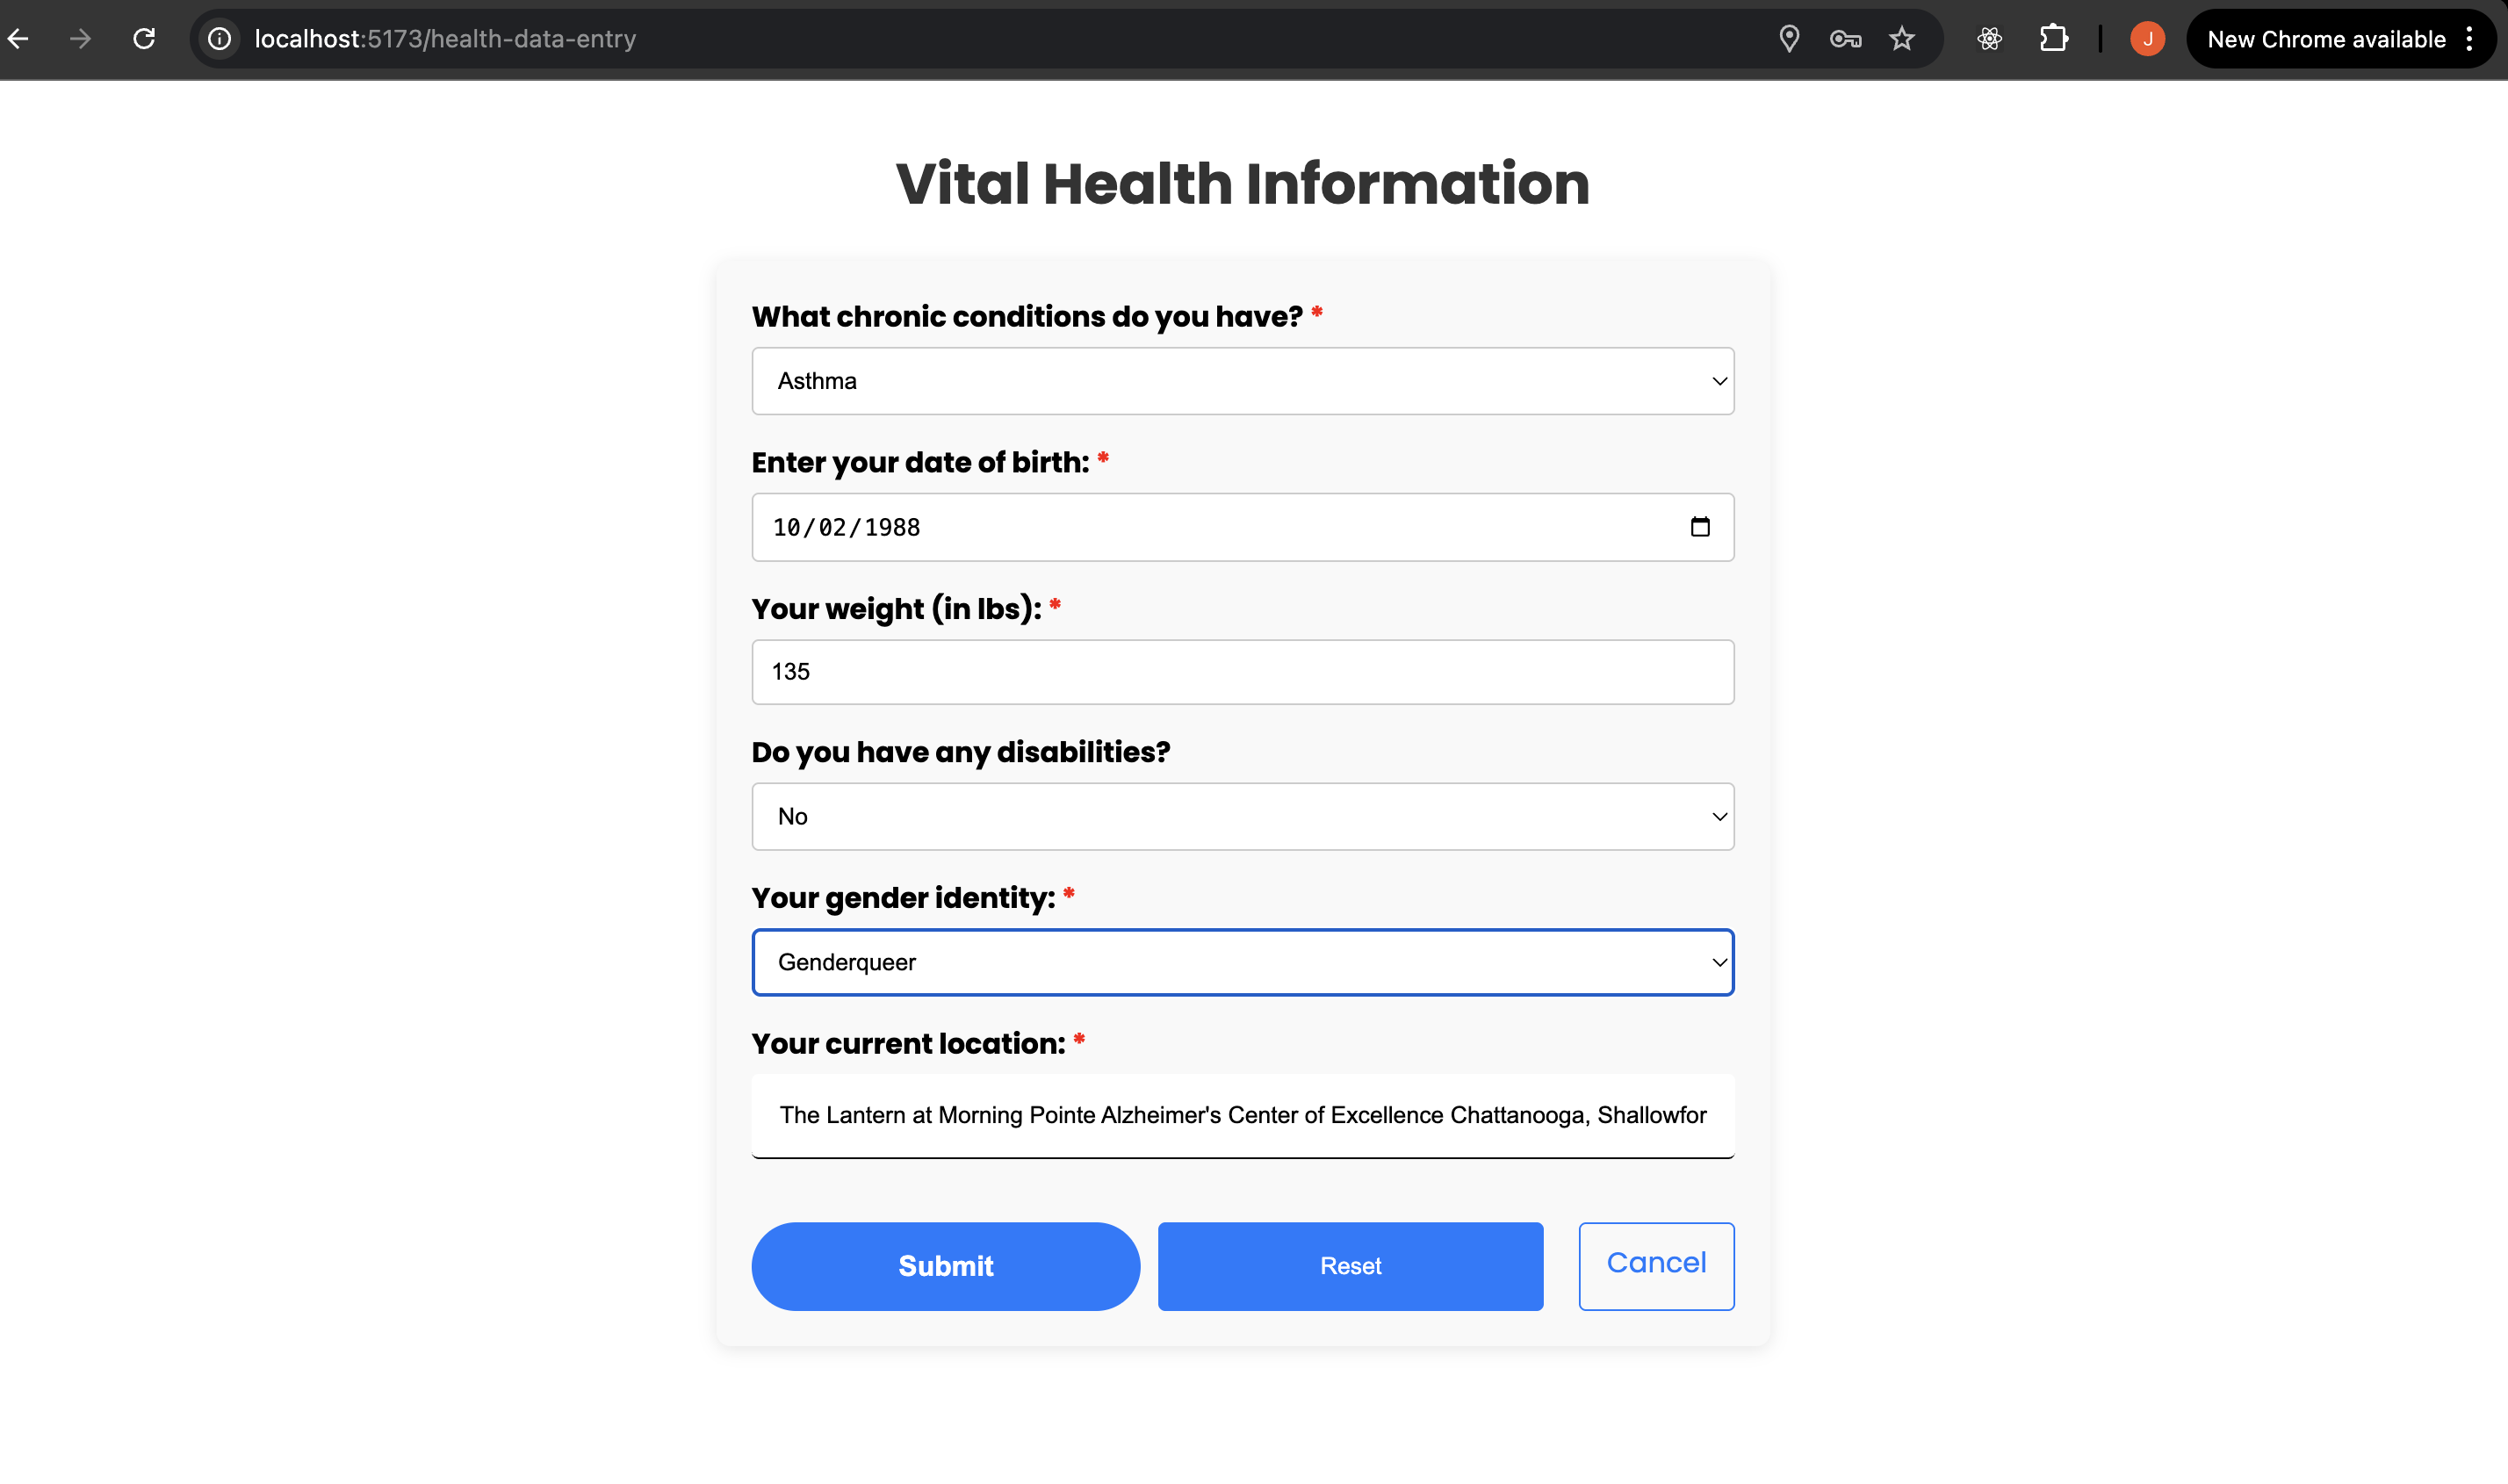 localhost:5173/health-data-entry
J
New Chrome available
Vital Health Information
What chronic conditions do you have? *
Asthma
Enter your date of birth: *
10/02/1988
Your weight (in lbs): *
135
Do you have any disabilities?
No
Your gender identity: *
Genderqueer
Your current location: *
The Lantern at Morning Pointe Alzheimer's Center of Excellence Chattanooga, Shallowfor
Submit
Reset
Cancel